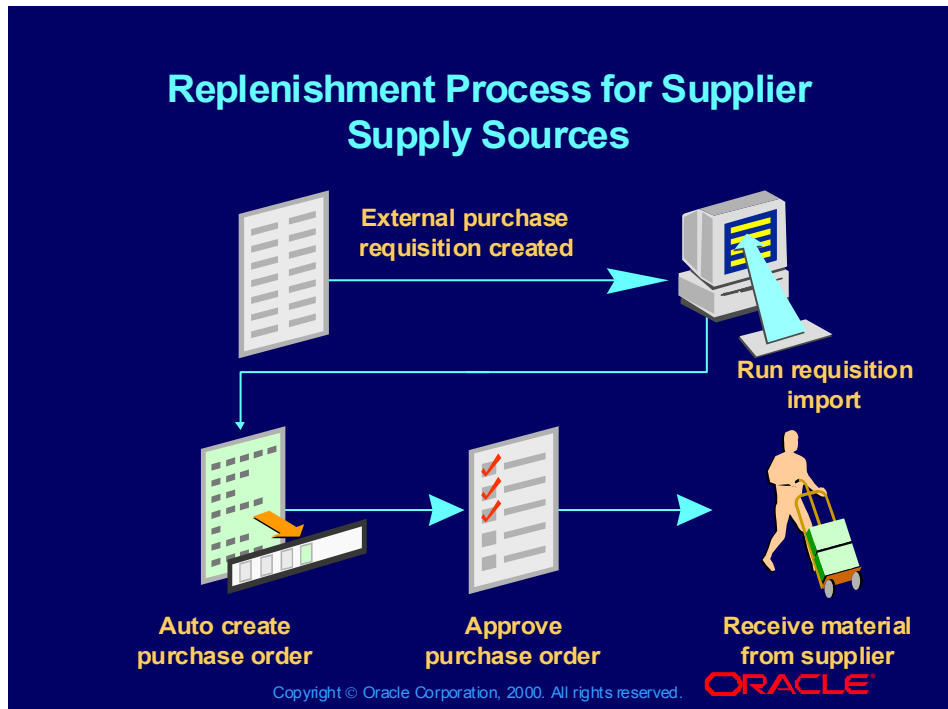 Replenishment Process for Supplier
Supply Sources
External purchase
requisition created
Run requisition
import
Auto create
purchase order
Approve
purchase order
Receive material
from supplier
Copyright © Oracle Corporation, 2000. All rights reserved.
ORACLE®